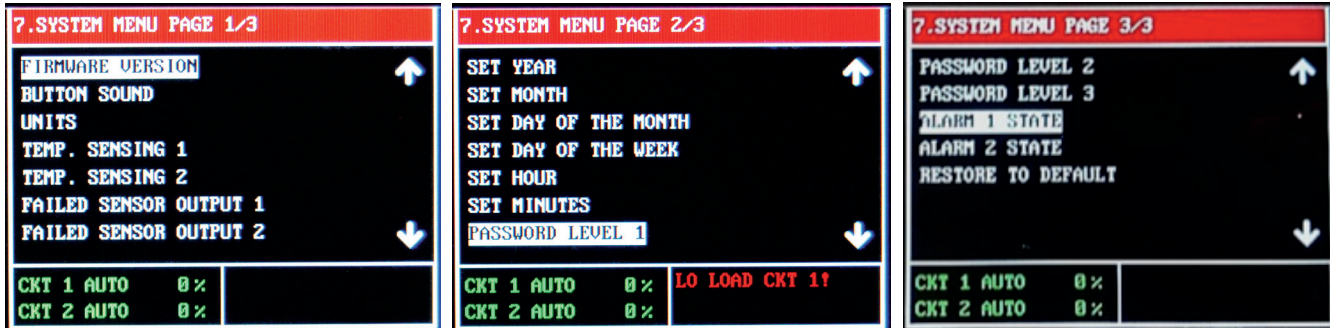 7.SYSTEM MENU PAGE 1/3
FIRMWARE VERSION
BUTTON SOUND
UNITS
TEMP. SENSING 1
TEMP. SENSING 2
FAILED SENSOR OUTPUT 1
FAILED SENSOR OUTPUT 2
CKT 1 AUTO 0%
CKT 2 AUTO 0%
7.SYSTEM MENU PAGE 2/3
SET YEAR
SET MONTH
SET DAY OF THE MONTH
SET DAY OF THE WEEK
SET HOUR
SET MINUTES
PASSWORD LEVEL 1
CKT 1 AUTO 0%
CKT 2 AUTO 0%
LO LOAD CKT 1!
7.SYSTEM MENU PAGE 3/3
PASSWORD LEVEL 2
PASSWORD LEVEL 3
ALARM 1 STATE
ALARM 2 STATE
RESTORE TO DEFAULT
CKT 1 AUTO 0%
CKT 2 AUTO 0%